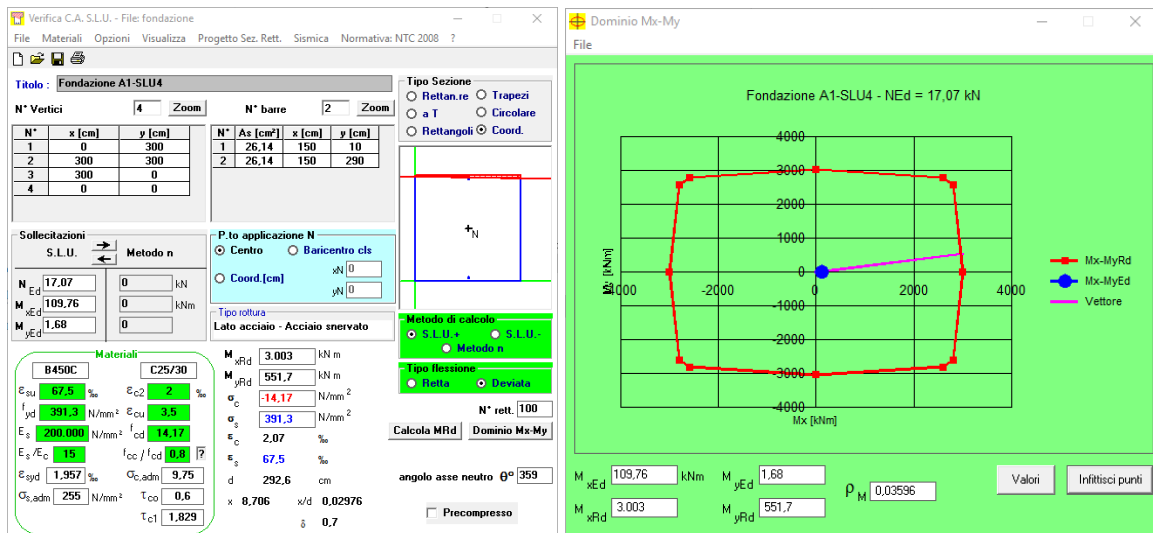 Verifica C.A. S.L.U. - File: fondazione
File Materiali Opzioni Visualizza Progetto Sez. Rett. Sismica Normativa: NTC 2008 ?
Titolo : Fondazione A1-SLU4
N° Vertici 4 Zoom N° barre 2 Zoom
N° x [cm] y [cm]
1 0 300
2 300 300
3 300 0
4 0 0
N° As [cm²] x [cm] y [cm]
1 26,14 150 10
2 26,14 150 290
Tipo Sezione
Rettan.re Trapezi
a T Circolare
Rettangoli Coord.
N
Sollecitazioni
S.L.U. Metodo n
N Ed 17,07 0 kN
M xEd 109,76 0 kNm
M yEd 1,68 0
P.to applicazione N
Centro Baricentro cls
Coord.[cm] xN 0
yN 0
Tipo rottura
Lato acciaio - Acciaio snervato
Metodo di calcolo
S.L.U.+ S.L.U.-
Metodo n
Tipo flessione
Retta Deviata
N° rett. 100
Calcola MRd Dominio Mx-My
angolo asse neutro θ° 359
Precompresso
Materiali
B450C C25/30
εsu 67,5 ‰ εc2 2 ‰
fyd 391,3 N/mm² εcu 3,5
Es 200.000 N/mm² fcd 14,17
Es/Ec 15 fcc / fcd 0,8 ?
εsyd 1,957 ‰ σc,adm 9,75
σs,adm 255 N/mm² τco 0,6
τc1 1,829
M xRd 3.003 kN m
M yRd 551,7 kN m
σc -14,17 N/mm²
σs 391,3 N/mm²
εc 2,07 ‰
εs 67,5 ‰
d 292,6 cm
x 8,706 x/d 0,02976
δ 0,7
Dominio Mx-My
File
Fondazione A1-SLU4 - NEd = 17,07 kN
4000
3000
2000
1000
0
-1000
-2000
-3000
-4000
-4000 -2000 0 2000 4000
Mx [kNm]
Mx-MyRd
Mx-MyEd
Vettore
M xEd 109,76 kNm M yEd 1,68
M xRd 3.003 M yRd 551,7
ρM 0,03596
Valori Infittisci punti